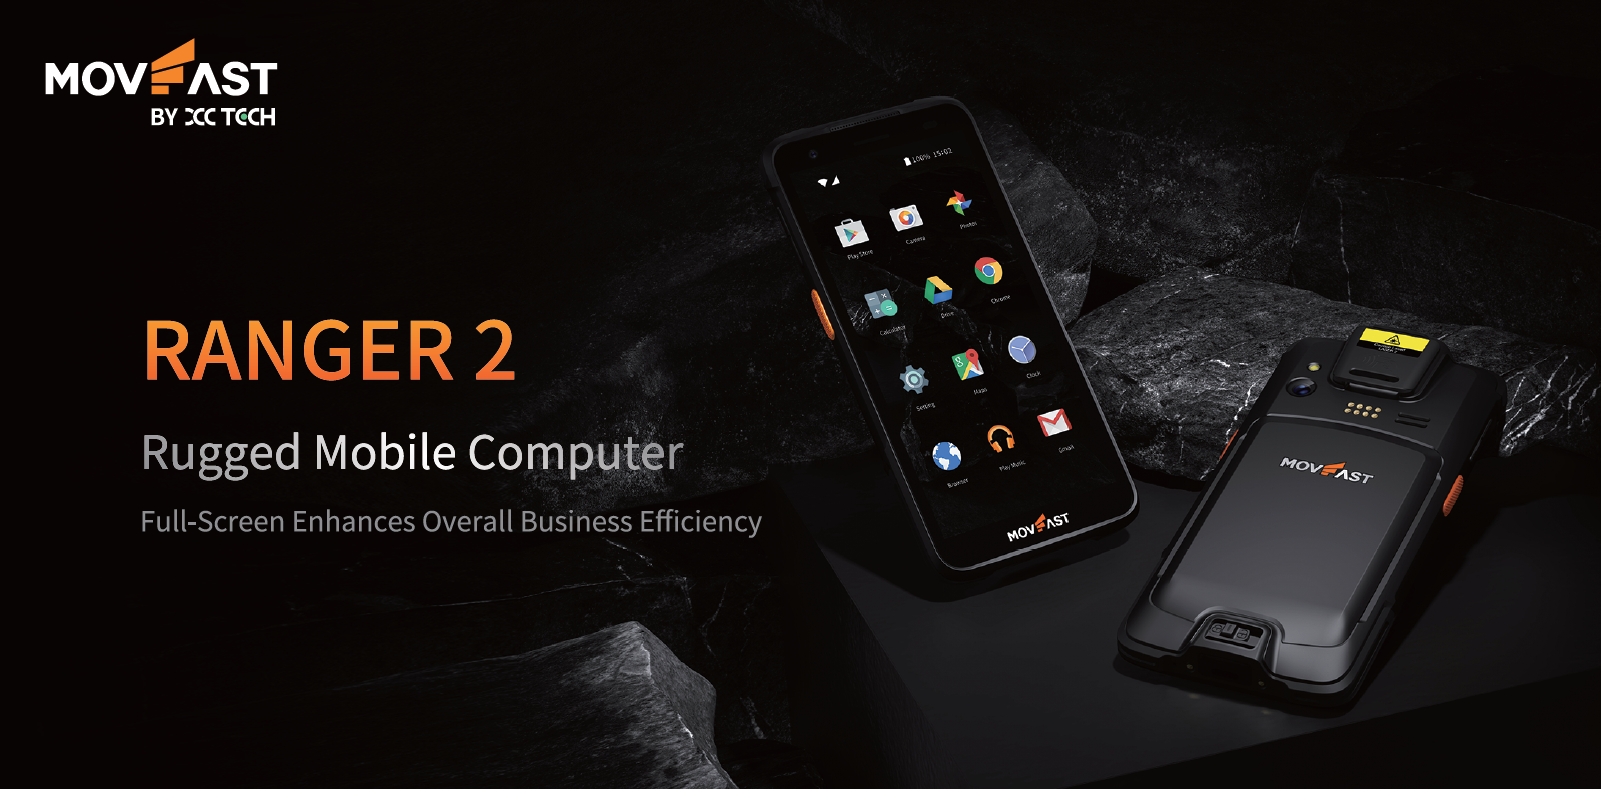 MOVFAST
BY XCC TECH
RANGER 2
Rugged Mobile Computer
Full-Screen Enhances Overall Business Efficiency
100% 15:02
Play Store
Camera
Photos
Calculator
Drive
Chrome
Setting
Maps
Clock
Browser
Play Music
Gmail
MOVFAST
MOVFAST